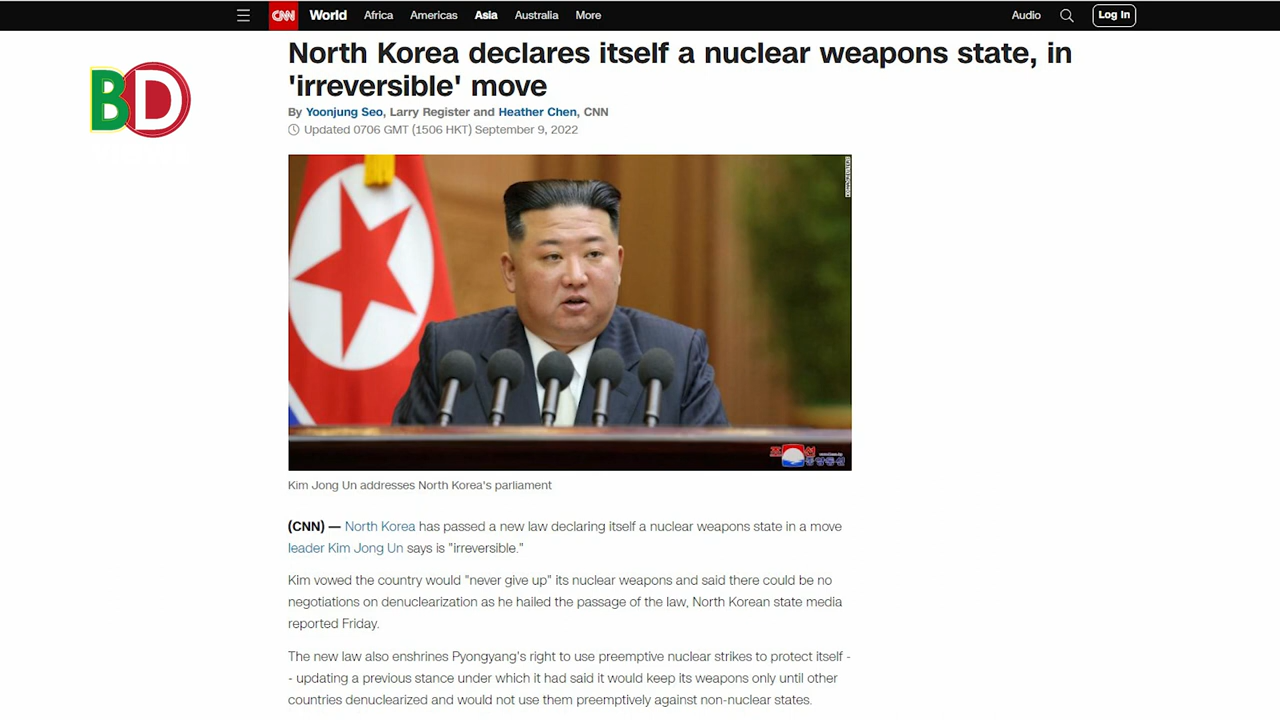 CNN World Africa Americas Asia Australia More Audio Log In
BD
North Korea declares itself a nuclear weapons state, in
'irreversible' move
By Yoonjung Seo, Larry Register and Heather Chen, CNN
Updated 0706 GMT (1506 HKT) September 9, 2022
Kim Jong Un addresses North Korea's parliament
(CNN) — North Korea has passed a new law declaring itself a nuclear weapons state in a move
leader Kim Jong Un says is "irreversible."
Kim vowed the country would "never give up" its nuclear weapons and said there could be no
negotiations on denuclearization as he hailed the passage of the law, North Korean state media
reported Friday.
The new law also enshrines Pyongyang's right to use preemptive nuclear strikes to protect itself -
- updating a previous stance under which it had said it would keep its weapons only until other
countries denuclearized and would not use them preemptively against non-nuclear states.